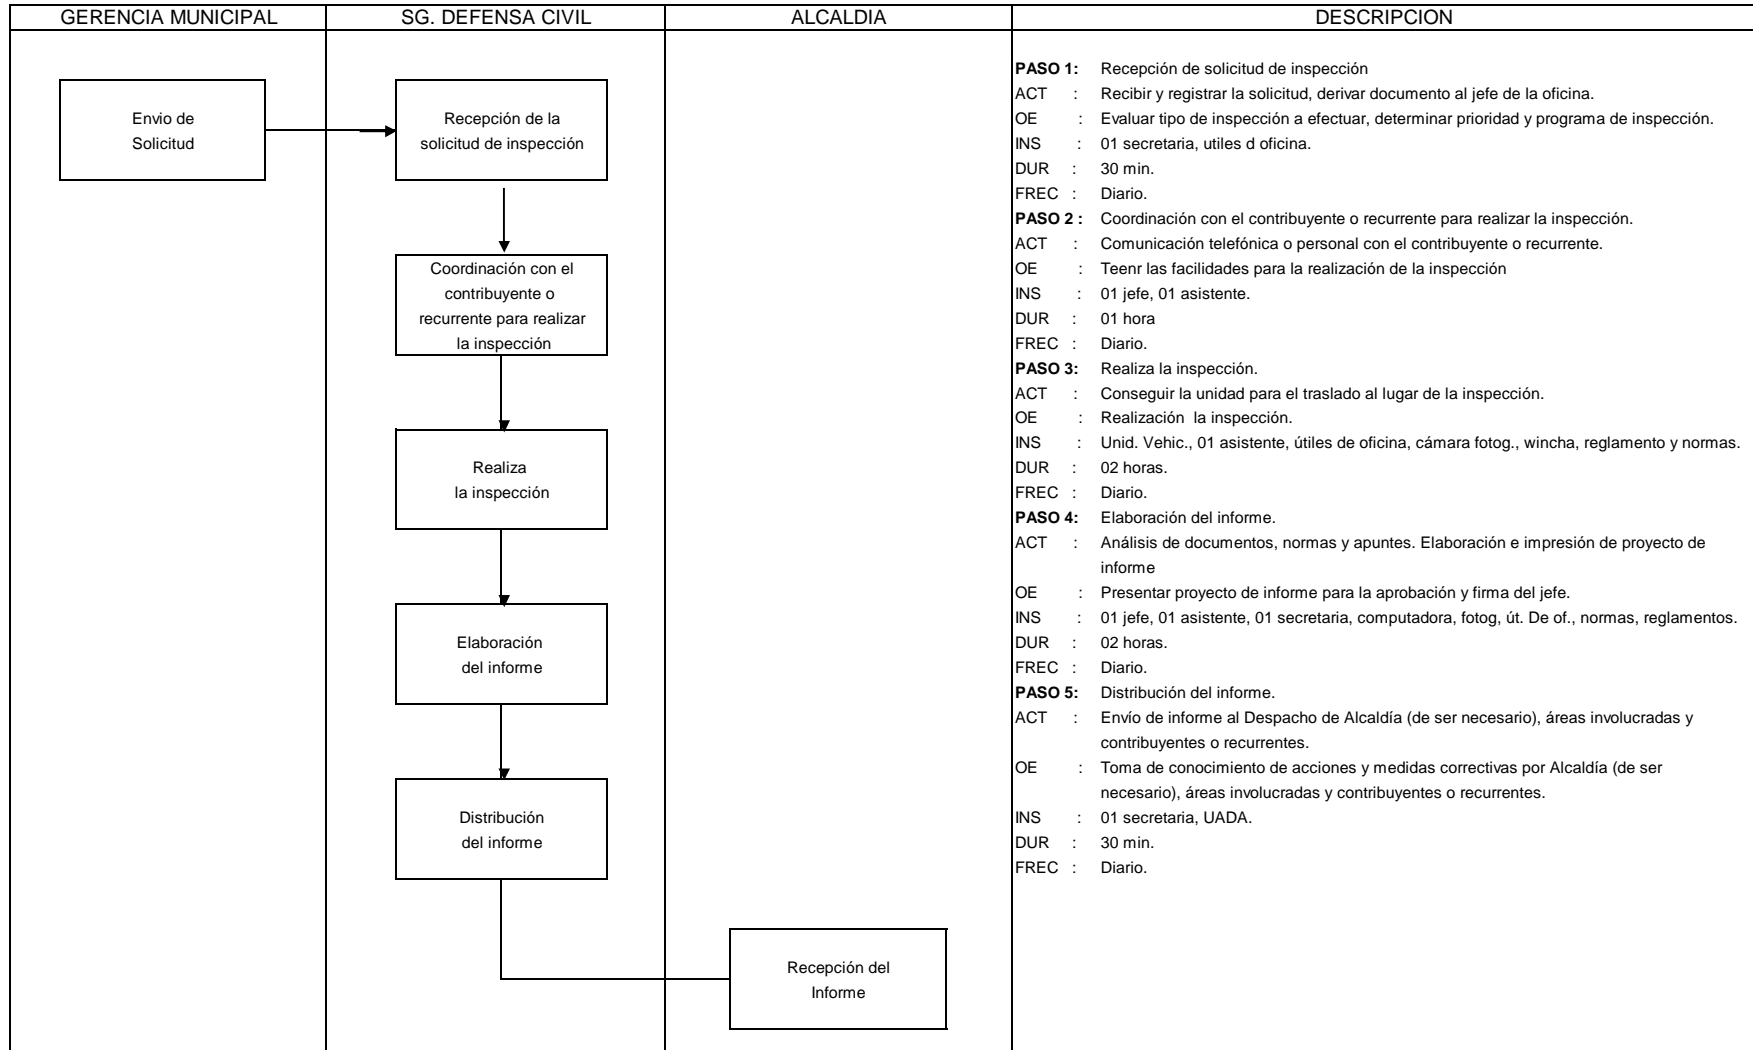 GERENCIA MUNICIPAL
SG. DEFENSA CIVIL
ALCALDIA
DESCRIPCION
Envio de
Solicitud
Recepción de la
solicitud de inspección
Coordinación con el
contribuyente o
recurrente para realizar
la inspección
Realiza
la inspección
Elaboración
del informe
Distribución
del informe
Recepción del
Informe
PASO 1: Recepción de solicitud de inspección
ACT : Recibir y registrar la solicitud, derivar documento al jefe de la oficina.
OE : Evaluar tipo de inspección a efectuar, determinar prioridad y programa de inspección.
INS : 01 secretaria, utiles d oficina.
DUR : 30 min.
FREC : Diario.
PASO 2 : Coordinación con el contribuyente o recurrente para realizar la inspección.
ACT : Comunicación telefónica o personal con el contribuyente o recurrente.
OE : Teenr las facilidades para la realización de la inspección
INS : 01 jefe, 01 asistente.
DUR : 01 hora
FREC : Diario.
PASO 3: Realiza la inspección.
ACT : Conseguir la unidad para el traslado al lugar de la inspección.
OE : Realización la inspección.
INS : Unid. Vehic., 01 asistente, útiles de oficina, cámara fotog., wincha, reglamento y normas.
DUR : 02 horas.
FREC : Diario.
PASO 4: Elaboración del informe.
ACT : Análisis de documentos, normas y apuntes. Elaboración e impresión de proyecto de
informe
OE : Presentar proyecto de informe para la aprobación y firma del jefe.
INS : 01 jefe, 01 asistente, 01 secretaria, computadora, fotog, út. De of., normas, reglamentos.
DUR : 02 horas.
FREC : Diario.
PASO 5: Distribución del informe.
ACT : Envío de informe al Despacho de Alcaldía (de ser necesario), áreas involucradas y
contribuyentes o recurrentes.
OE : Toma de conocimiento de acciones y medidas correctivas por Alcaldía (de ser
necesario), áreas involucradas y contribuyentes o recurrentes.
INS : 01 secretaria, UADA.
DUR : 30 min.
FREC : Diario.